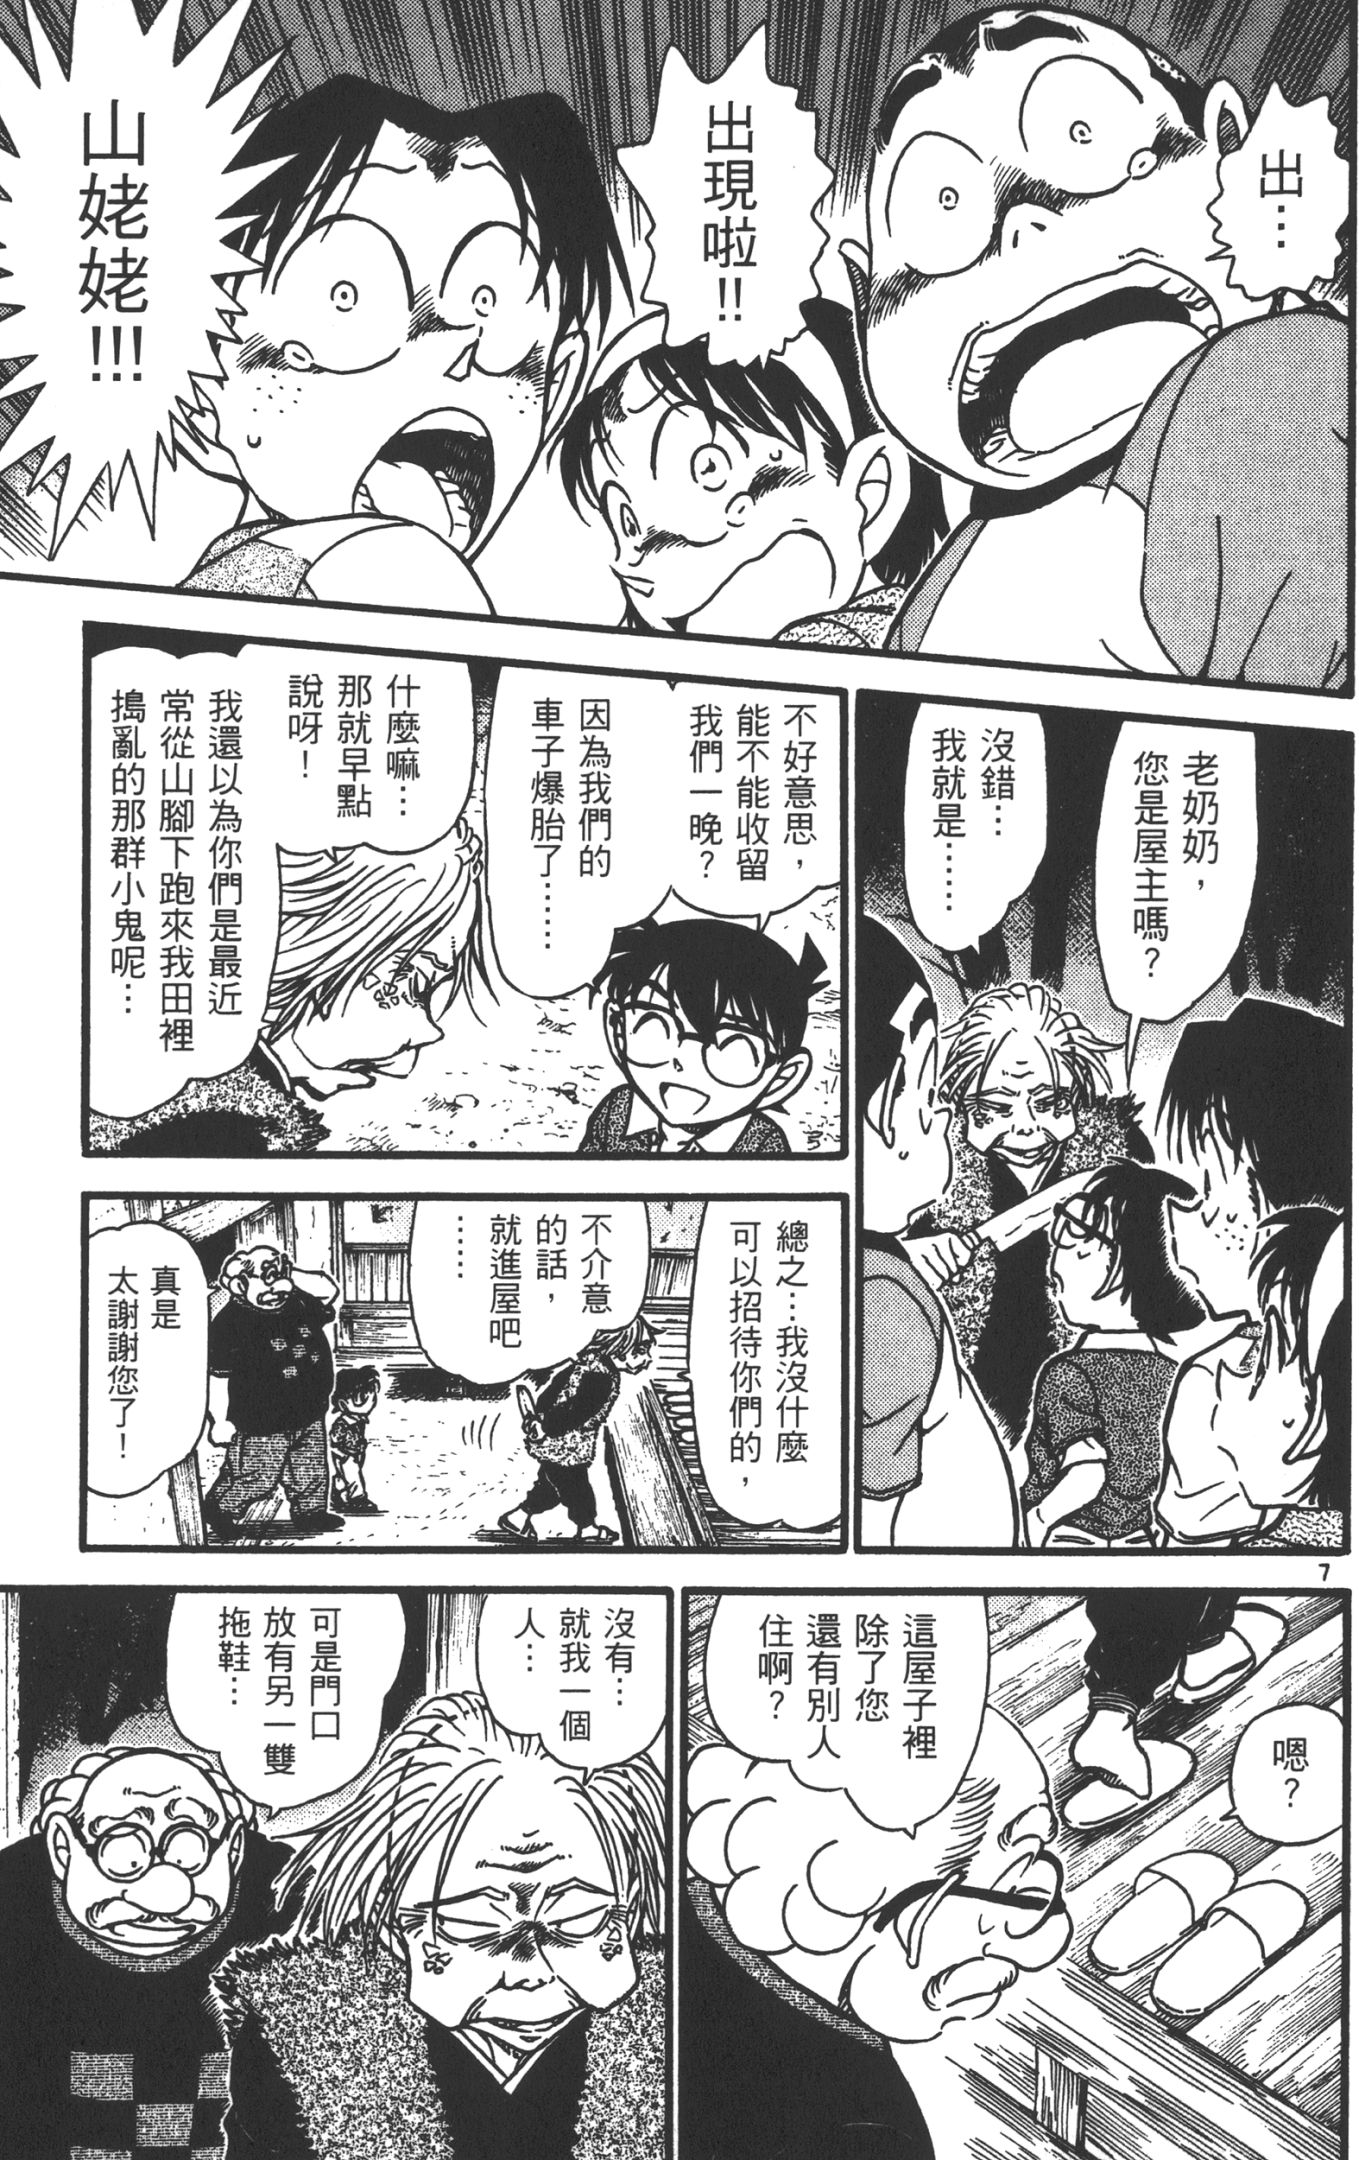 出…
出現啦!!
山姥姥!!!
老奶奶，
您是屋主嗎？
沒錯…
我就是……
不好意思，
能不能收留
我們一晚？
因為我們的
車子爆胎了……
什麼嘛…
那就早點
說呀！
我還以為你們是最近
常從山腳下跑來我田裡
搗亂的那群小鬼呢…
總之…我沒什麼
可以招待你們的，
不介意
的話，
就進屋吧
……
真是
太謝謝您了！
7
嗯？
這屋子裡
除了您
還有別人
住啊？
沒有…
就我一個
人…
可是門口
放有另一雙
拖鞋…